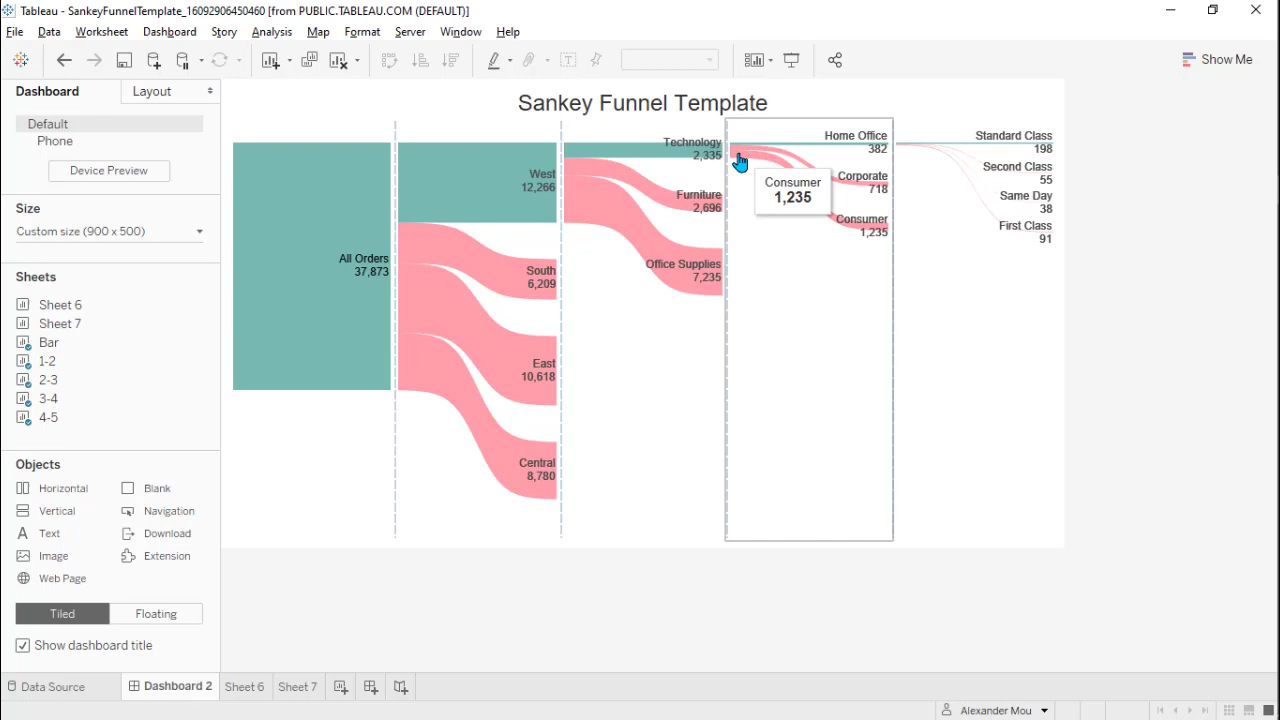 Tableau - SankeyFunnelTemplate_16092906450460 [from PUBLIC.TABLEAU.COM (DEFAULT)]
File Data Worksheet Dashboard Story Analysis Map Format Server Window Help
Show Me
Dashboard
Layout
Default
Phone
Device Preview
Size
Custom size (900 x 500)
Sheets
Sheet 6
Sheet 7
Bar
1-2
2-3
3-4
4-5
Objects
Horizontal
Blank
Vertical
Navigation
Text
Download
Image
Extension
Web Page
Tiled
Floating
Show dashboard title
Sankey Funnel Template
All Orders
37,873
West
12,266
South
6,209
East
10,618
Central
8,780
Technology
2,335
Furniture
2,696
Office Supplies
7,235
Home Office
382
Corporate
718
Consumer
1,235
Consumer
1,235
Standard Class
198
Second Class
55
Same Day
38
First Class
91
Data Source
Dashboard 2
Sheet 6
Sheet 7
Alexander Mou